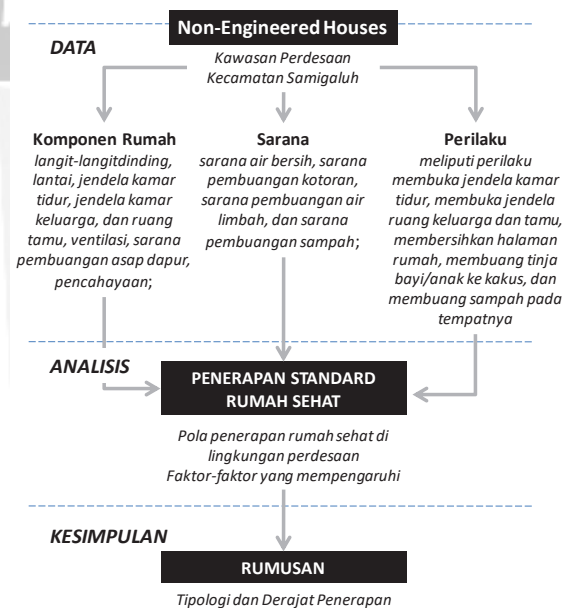 Non-Engineered Houses
DATA
Kawasan Perdesaan
Kecamatan Samigaluh
Komponen Rumah
langit-langitdinding,
lantai, jendela kamar
tidur, jendela kamar
keluarga, dan ruang
tamu, ventilasi, sarana
pembuangan asap dapur,
pencahayaan;
Sarana
sarana air bersih, sarana
pembuangan kotoran,
sarana pembuangan air
limbah, dan sarana
pembuangan sampah;
Perilaku
meliputi perilaku
membuka jendela kamar
tidur, membuka jendela
ruang keluarga dan tamu,
membersihkan halaman
rumah, membuang tinja
bayi/anak ke kakus, dan
membuang sampah pada
tempatnya
ANALISIS
PENERAPAN STANDARD
RUMAH SEHAT
Pola penerapan rumah sehat di
lingkungan perdesaan
Faktor-faktor yang mempengaruhi
KESIMPULAN
RUMUSAN
Tipologi dan Derajat Penerapan